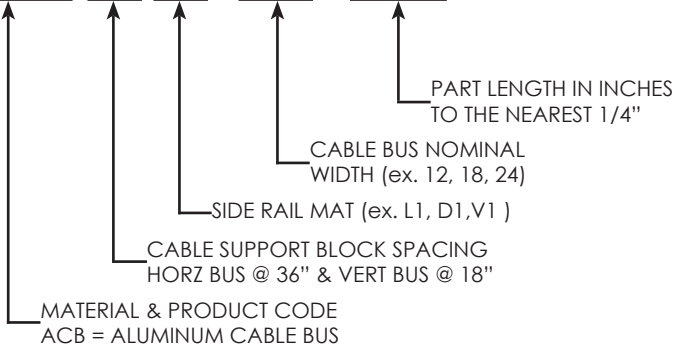 PART LENGTH IN INCHES
TO THE NEAREST 1/4”
CABLE BUS NOMINAL
WIDTH (ex. 12, 18, 24)
SIDE RAIL MAT (ex. L1, D1,V1 )
CABLE SUPPORT BLOCK SPACING
HORZ BUS @ 36” & VERT BUS @ 18”
MATERIAL & PRODUCT CODE
ACB = ALUMINUM CABLE BUS